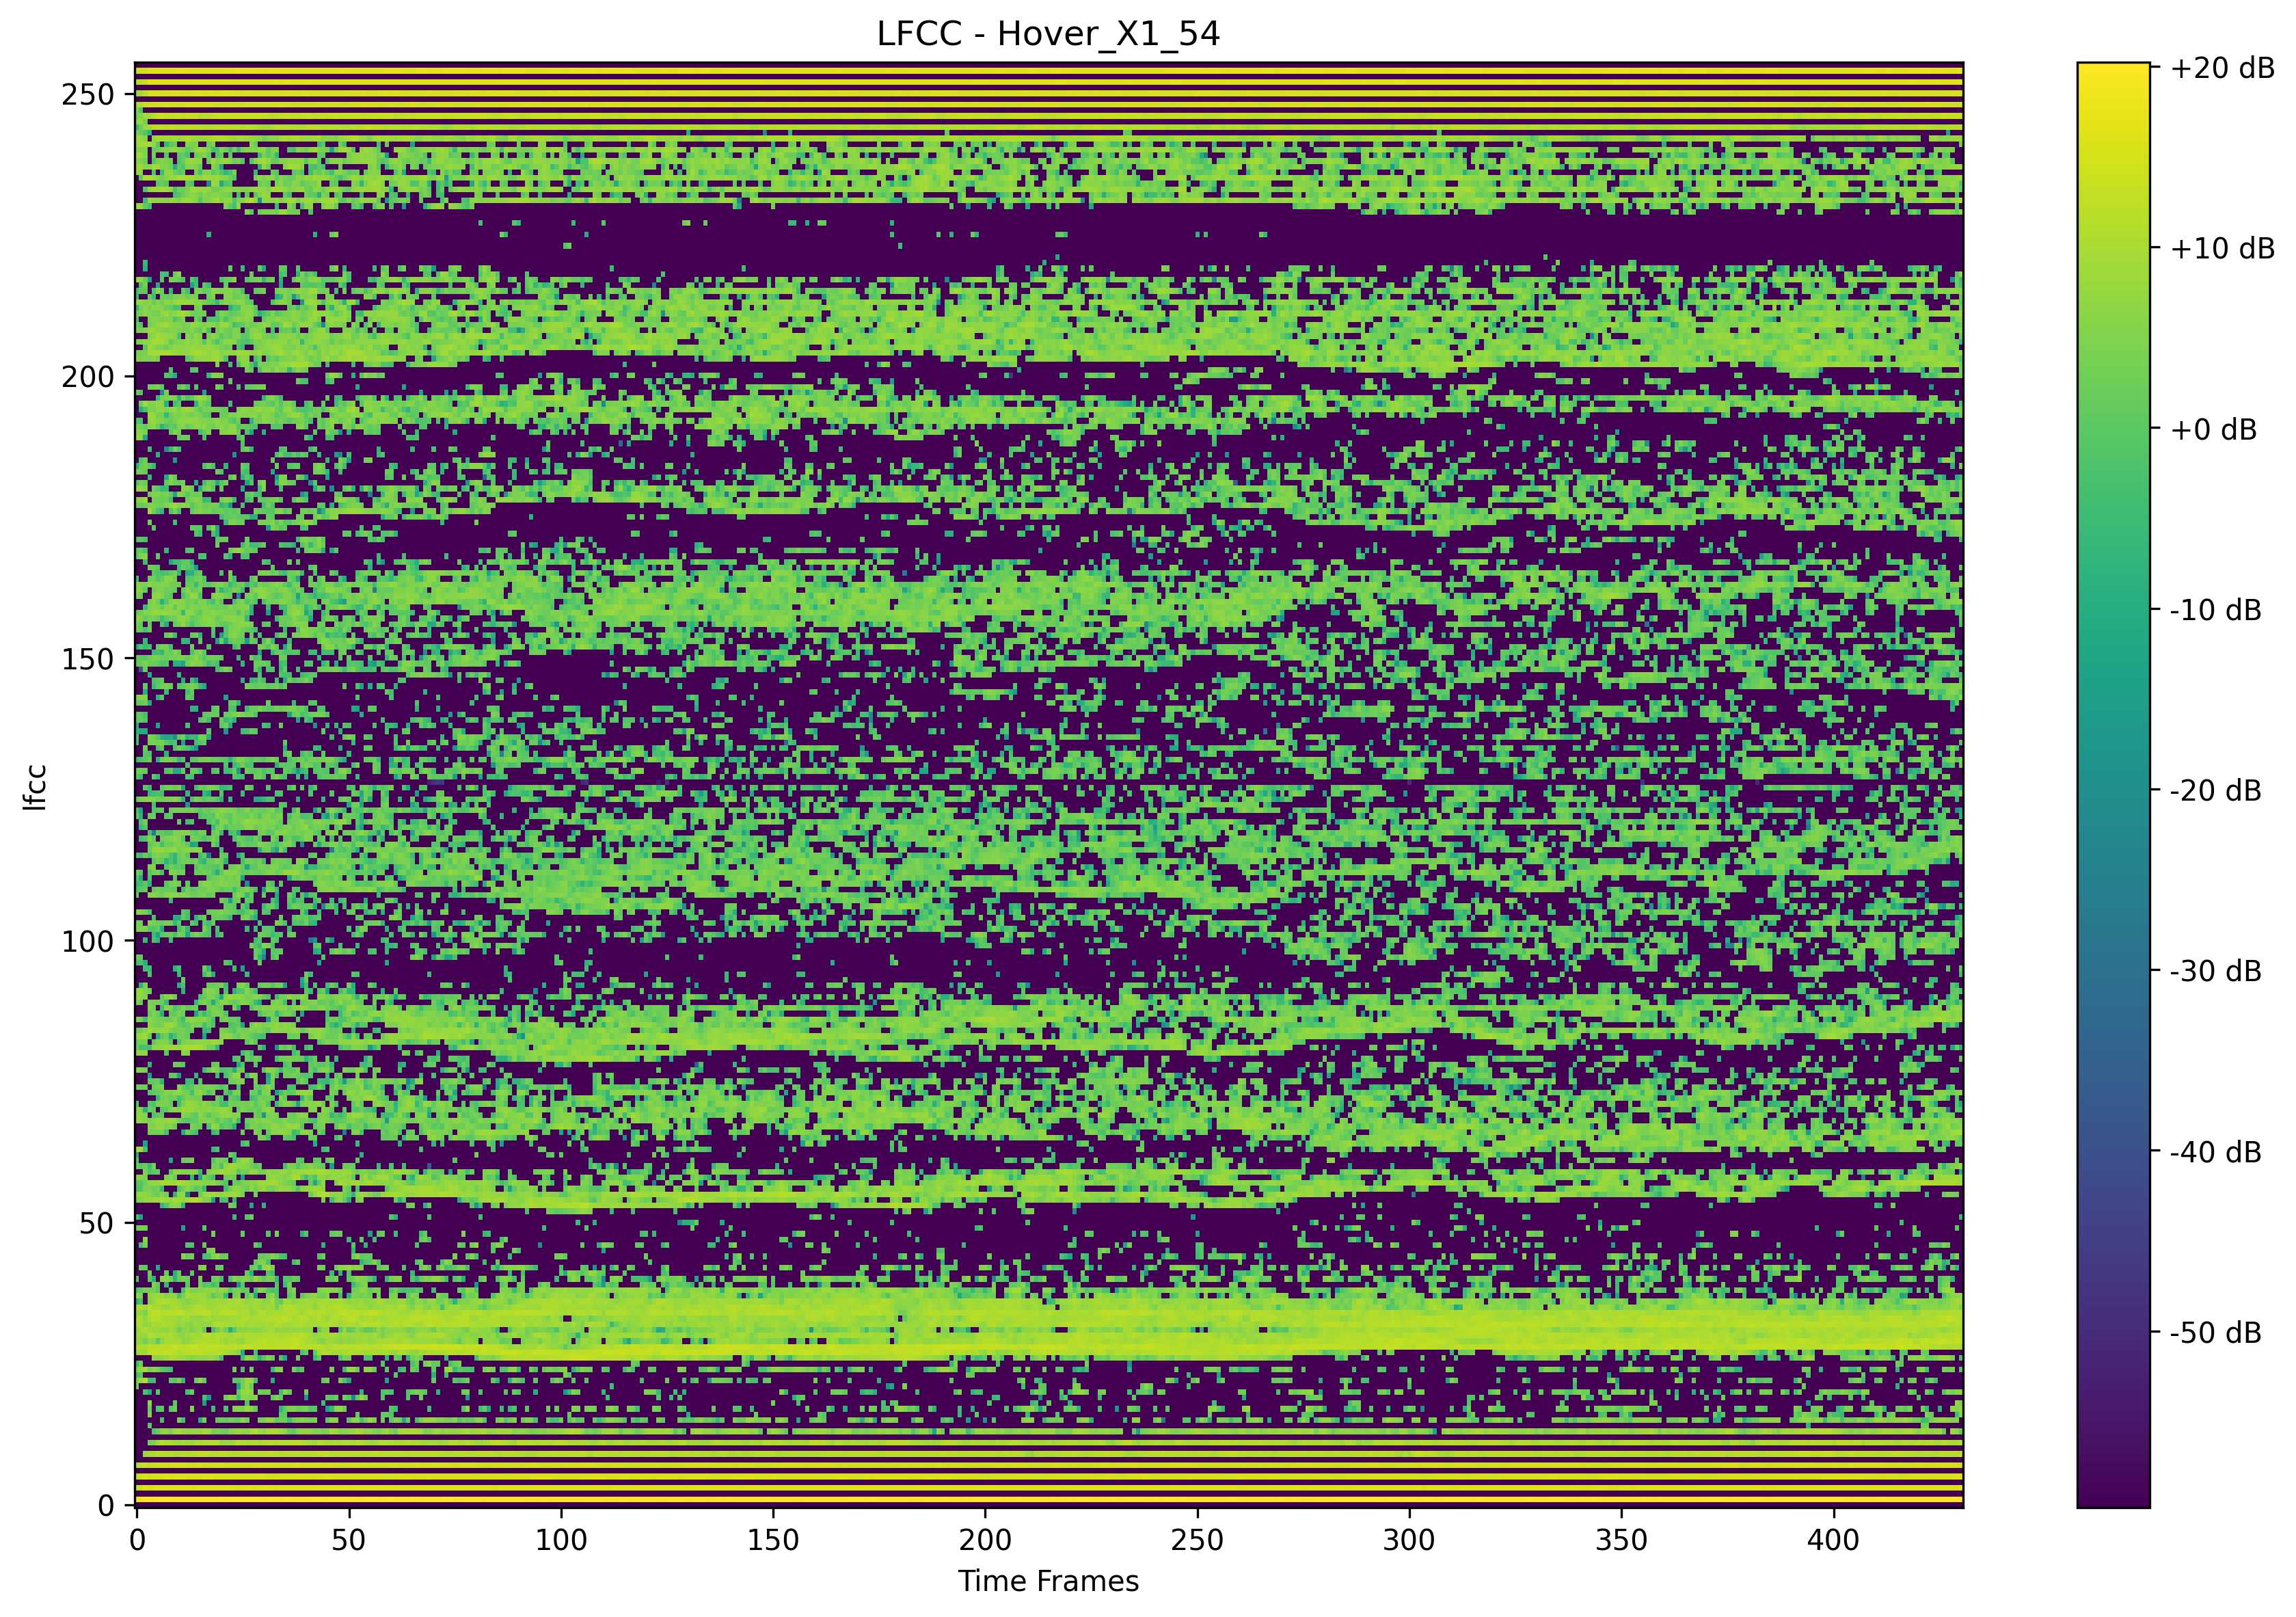 LFCC - Hover_X1_54
250
200
150
100
50
0
lfcc
0 50 100 150 200 250 300 350 400
Time Frames
+20 dB
+10 dB
+0 dB
-10 dB
-20 dB
-30 dB
-40 dB
-50 dB